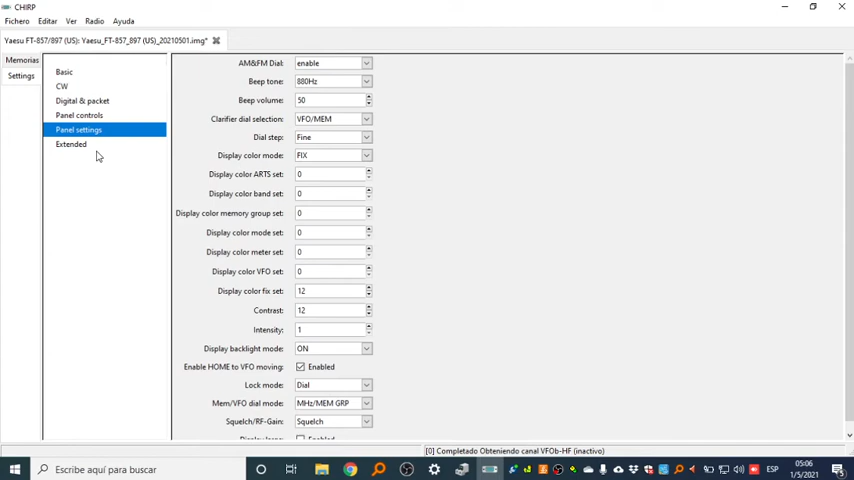 CHIRP
Fichero Editar Ver Radio Ayuda
Yaesu FT-857/897 (US): Yaesu_FT-857_897 (US)_20210501.img*
Memorias
Settings
Basic
CW
Digital & packet
Panel controls
Panel settings
Extended
AM&FM Dial: enable
Beep tone: 880Hz
Beep volume: 50
Clarifier dial selection: VFO/MEM
Dial step: Fine
Display color mode: FIX
Display color ARTS set: 0
Display color band set: 0
Display color memory group set: 0
Display color mode set: 0
Display color meter set: 0
Display color VFO set: 0
Display color fix set: 12
Contrast: 12
Intensity: 1
Display backlight mode: ON
Enable HOME to VFO moving: Enabled
Lock mode: Dial
Mem/VFO dial mode: MHz/MEM GRP
Squelch/RF-Gain: Squelch
[0] Completado Obteniendo canal VFOb-HF (inactivo)
Escribe aquí para buscar
ESP
05:06
1/5/2021